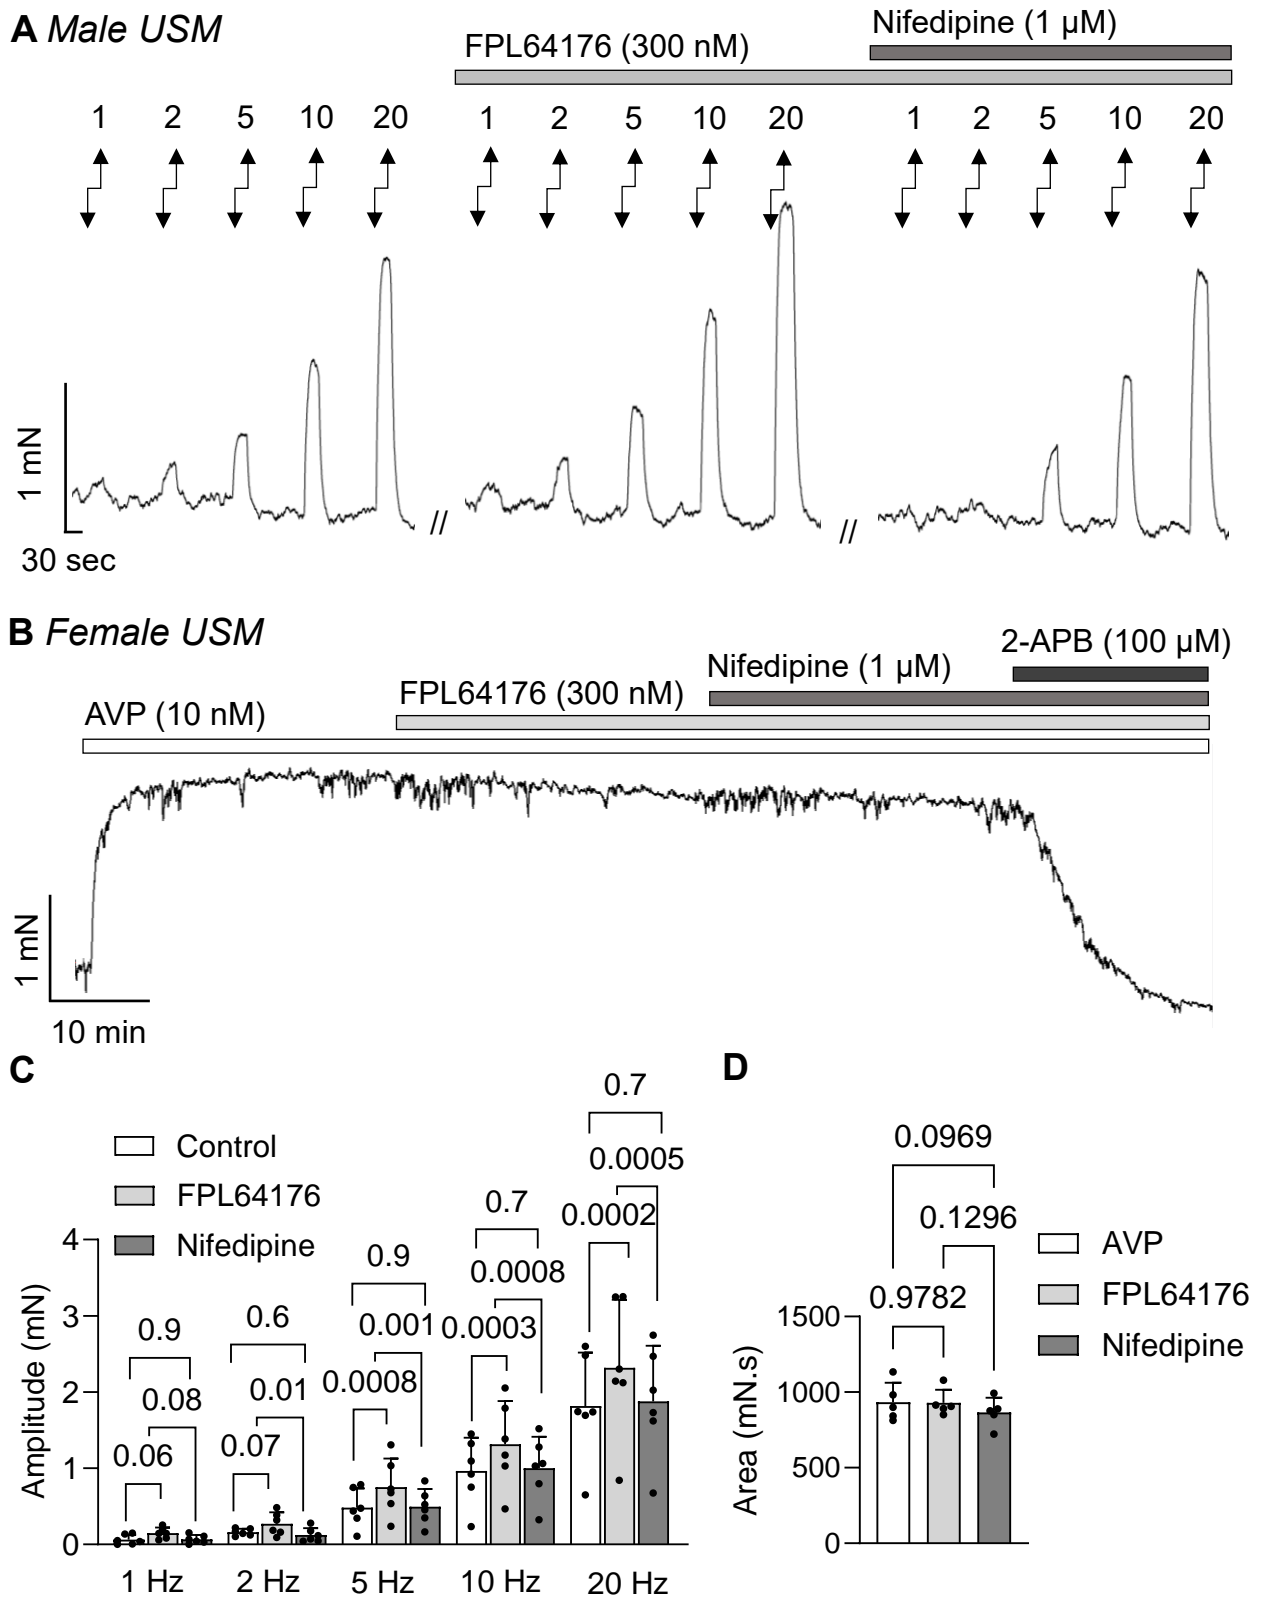 A Male USM
Nifedipine (1 µM)
FPL64176 (300 nM)
1 2 5 10 20 1 2 5 10 20 1 2 5 10 20
1 mN
30 sec
// //
B Female USM
2-APB (100 µM)
Nifedipine (1 µM)
FPL64176 (300 nM)
AVP (10 nM)
1 mN
10 min
C
Control
FPL64176
Nifedipine
Amplitude (mN)
4
3
2
1
0
0.9
0.08
0.06
0.6
0.01
0.07
0.9
0.001
0.0008
0.7
0.0008
0.0003
0.7
0.0005
0.0002
1 Hz 2 Hz 5 Hz 10 Hz 20 Hz
D
0.0969
0.1296
0.9782
AVP
FPL64176
Nifedipine
Area (mN.s)
1500
1000
500
0